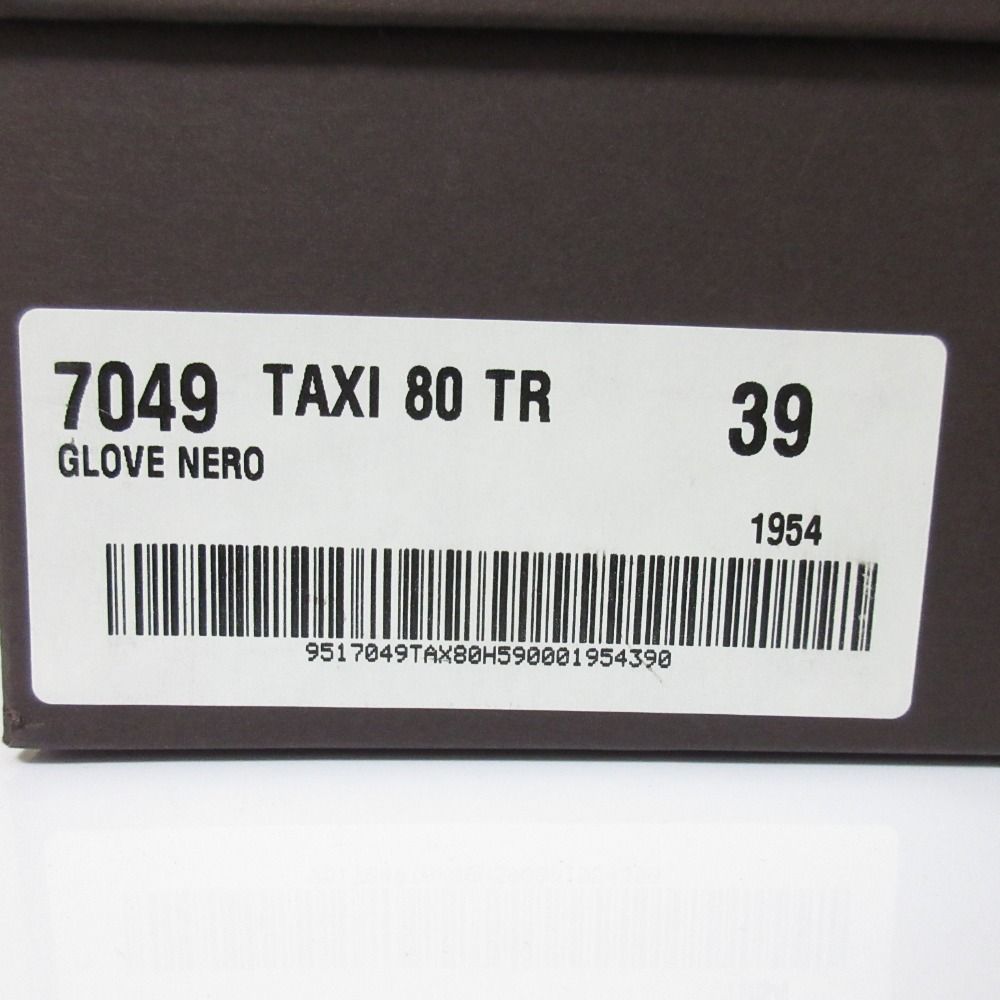 7049 TAXI 80 TR 39
GLOVE NERO
1954
9517049TAX80H590001954390